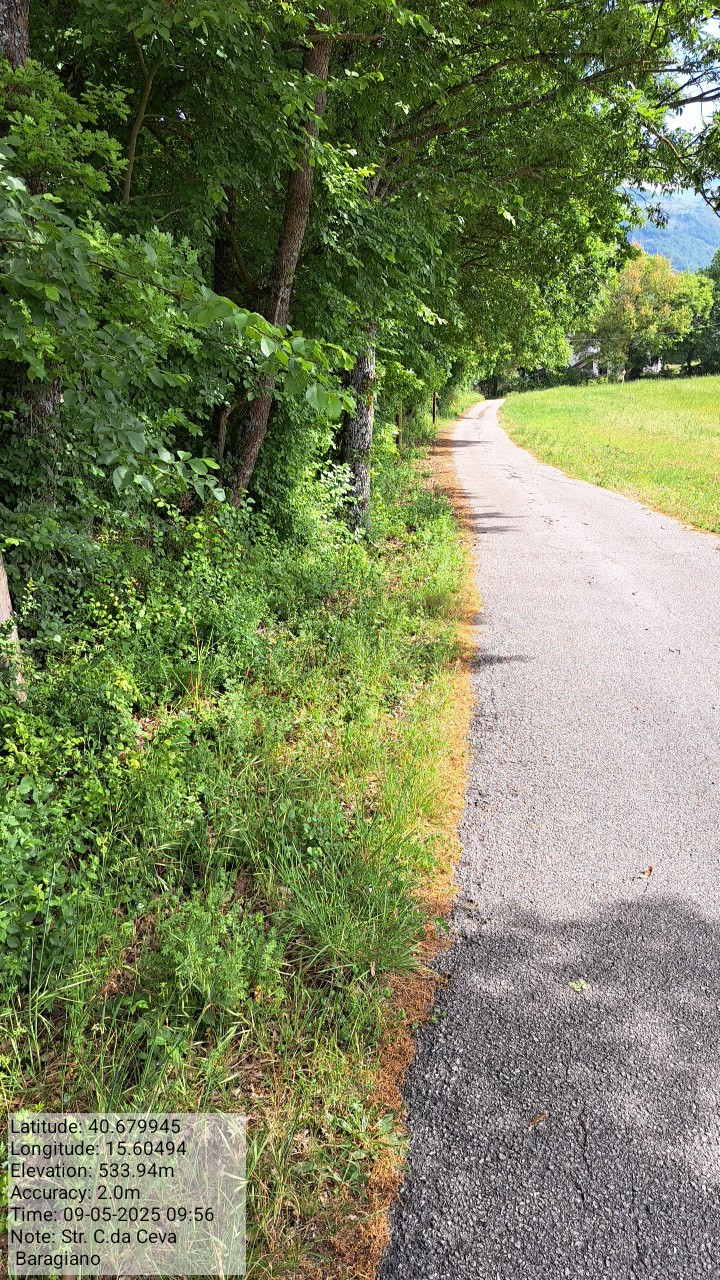 Latitude: 40.679945
Longitude: 15.60494
Elevation: 533.94m
Accuracy: 2.0m
Time: 09-05-2025 09:56
Note: Str. C.da Ceva
Baragiano